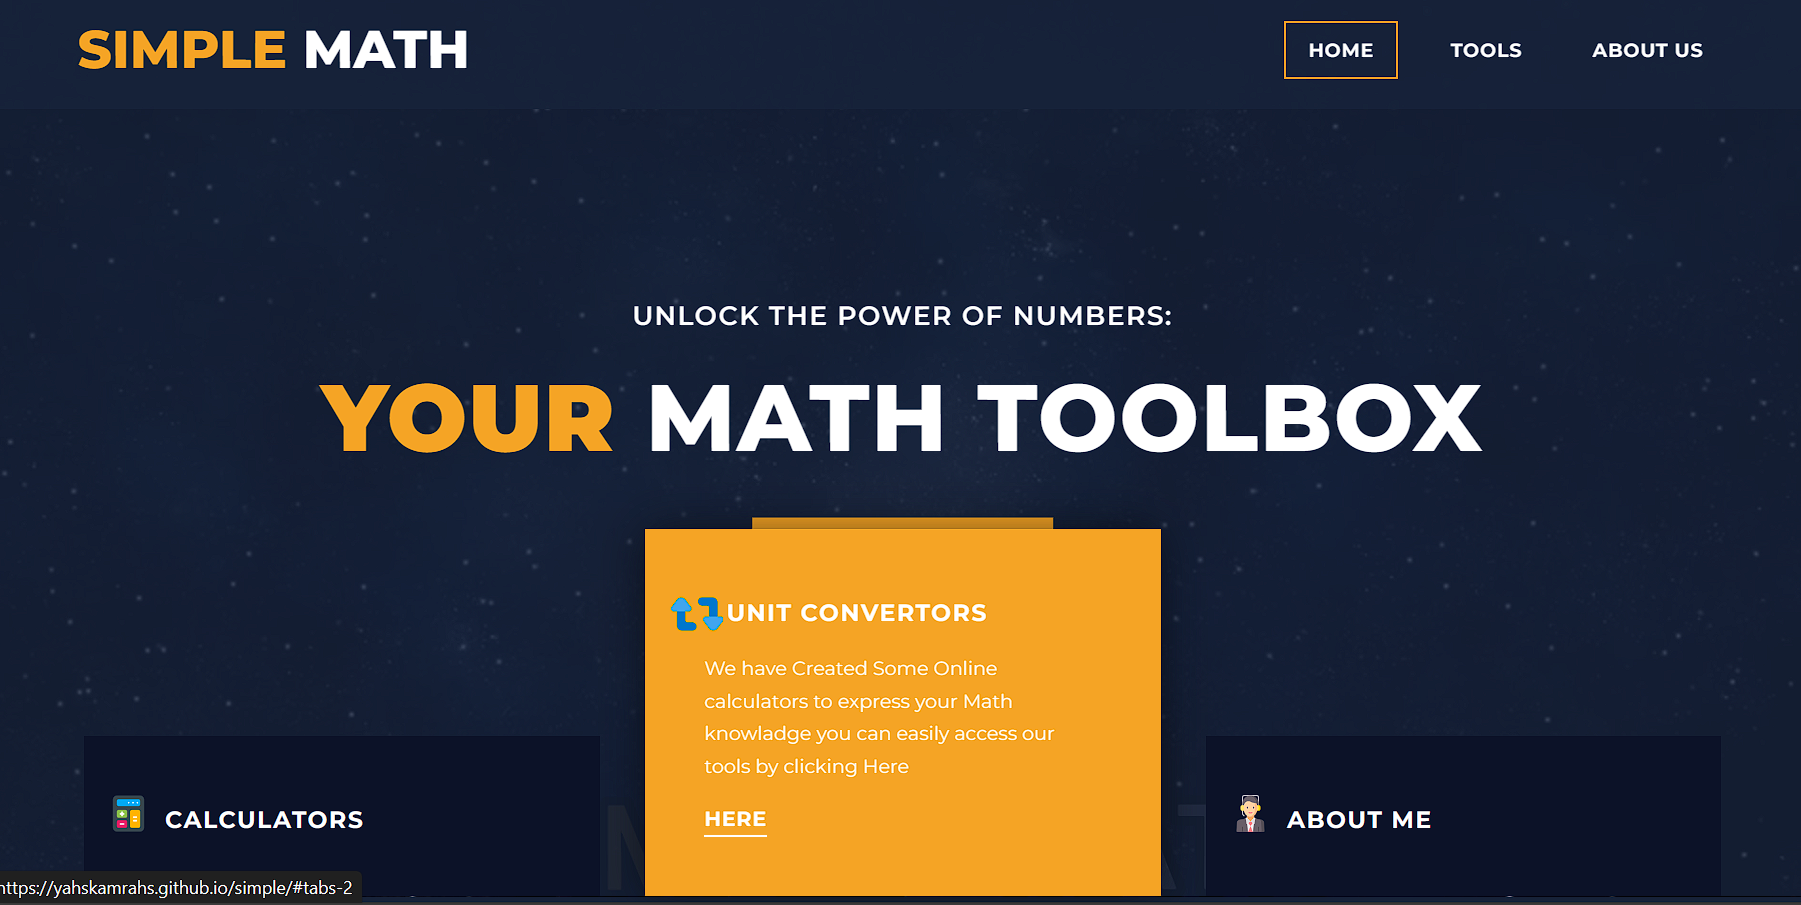 SIMPLE MATH
HOME
TOOLS
ABOUT US
UNLOCK THE POWER OF NUMBERS:
YOUR MATH TOOLBOX
UNIT CONVERTORS
We have Created Some Online
calculators to express your Math
knowladge you can easily access our
tools by clicking Here
HERE
CALCULATORS
ABOUT ME
https://yahskamrahs.github.io/simple/#tabs-2